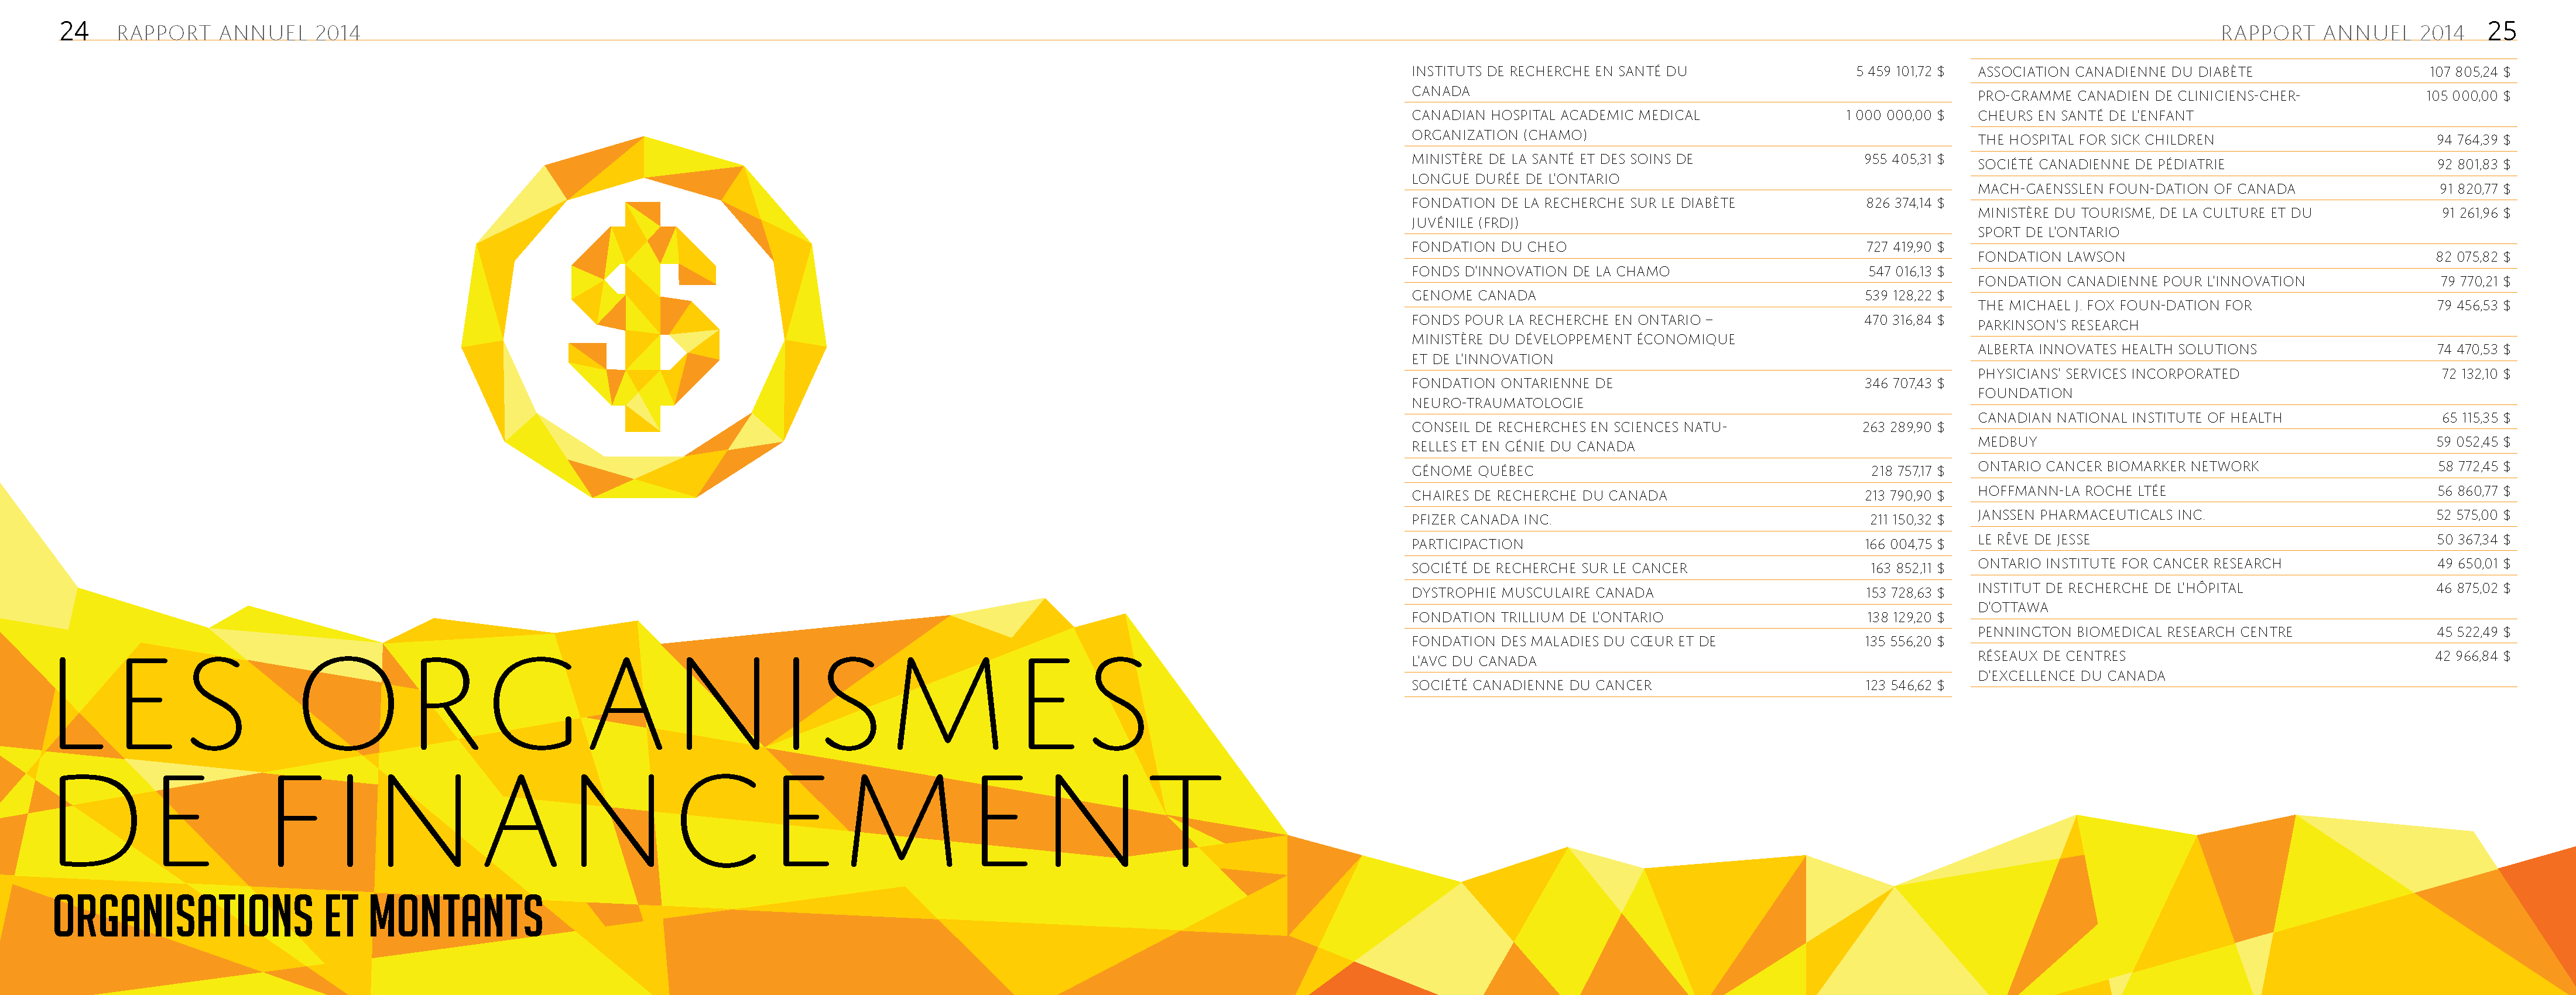 24 RAPPORT ANNUEL 2014
RAPPORT ANNUEL 2014 25
LES ORGANISMES
DE FINANCEMENT
ORGANISATIONS ET MONTANTS
INSTITUTS DE RECHERCHE EN SANTÉ DU 5 459 101,72 $
CANADA
CANADIAN HOSPITAL ACADEMIC MEDICAL 1 000 000,00 $
ORGANIZATION (CHAMO)
MINISTÈRE DE LA SANTÉ ET DES SOINS DE 955 405,31 $
LONGUE DURÉE DE L'ONTARIO
FONDATION DE LA RECHERCHE SUR LE DIABÈTE 826 374,14 $
JUVÉNILE (FRDJ)
FONDATION DU CHEO 727 419,90 $
FONDS D'INNOVATION DE LA CHAMO 547 016,13 $
GENOME CANADA 539 128,22 $
FONDS POUR LA RECHERCHE EN ONTARIO – 470 316,84 $
MINISTÈRE DU DÉVELOPPEMENT ÉCONOMIQUE
ET DE L'INNOVATION
FONDATION ONTARIENNE DE 346 707,43 $
NEURO-TRAUMATOLOGIE
CONSEIL DE RECHERCHES EN SCIENCES NATU- 263 289,90 $
RELLES ET EN GÉNIE DU CANADA
GÉNOME QUÉBEC 218 757,17 $
CHAIRES DE RECHERCHE DU CANADA 213 790,90 $
PFIZER CANADA INC. 211 150,32 $
PARTICIPACTION 166 004,75 $
SOCIÉTÉ DE RECHERCHE SUR LE CANCER 163 852,11 $
DYSTROPHIE MUSCULAIRE CANADA 153 728,63 $
FONDATION TRILLIUM DE L'ONTARIO 138 129,20 $
FONDATION DES MALADIES DU CŒUR ET DE 135 556,20 $
L'AVC DU CANADA
SOCIÉTÉ CANADIENNE DU CANCER 123 546,62 $
ASSOCIATION CANADIENNE DU DIABÈTE 107 805,24 $
PRO-GRAMME CANADIEN DE CLINICIENS-CHER- 105 000,00 $
CHEURS EN SANTÉ DE L'ENFANT
THE HOSPITAL FOR SICK CHILDREN 94 764,39 $
SOCIÉTÉ CANADIENNE DE PÉDIATRIE 92 801,83 $
MACH-GAENSSLEN FOUN-DATION OF CANADA 91 820,77 $
MINISTÈRE DU TOURISME, DE LA CULTURE ET DU 91 261,96 $
SPORT DE L'ONTARIO
FONDATION LAWSON 82 075,82 $
FONDATION CANADIENNE POUR L'INNOVATION 79 770,21 $
THE MICHAEL J. FOX FOUN-DATION FOR 79 456,53 $
PARKINSON'S RESEARCH
ALBERTA INNOVATES HEALTH SOLUTIONS 74 470,53 $
PHYSICIANS' SERVICES INCORPORATED 72 132,10 $
FOUNDATION
CANADIAN NATIONAL INSTITUTE OF HEALTH 65 115,35 $
MEDBUY 59 052,45 $
ONTARIO CANCER BIOMARKER NETWORK 58 772,45 $
HOFFMANN-LA ROCHE LTÉE 56 860,77 $
JANSSEN PHARMACEUTICALS INC. 52 575,00 $
LE RÊVE DE JESSE 50 367,34 $
ONTARIO INSTITUTE FOR CANCER RESEARCH 49 650,01 $
INSTITUT DE RECHERCHE DE L'HÔPITAL 46 875,02 $
D'OTTAWA
PENNINGTON BIOMEDICAL RESEARCH CENTRE 45 522,49 $
RÉSEAUX DE CENTRES 42 966,84 $
D'EXCELLENCE DU CANADA